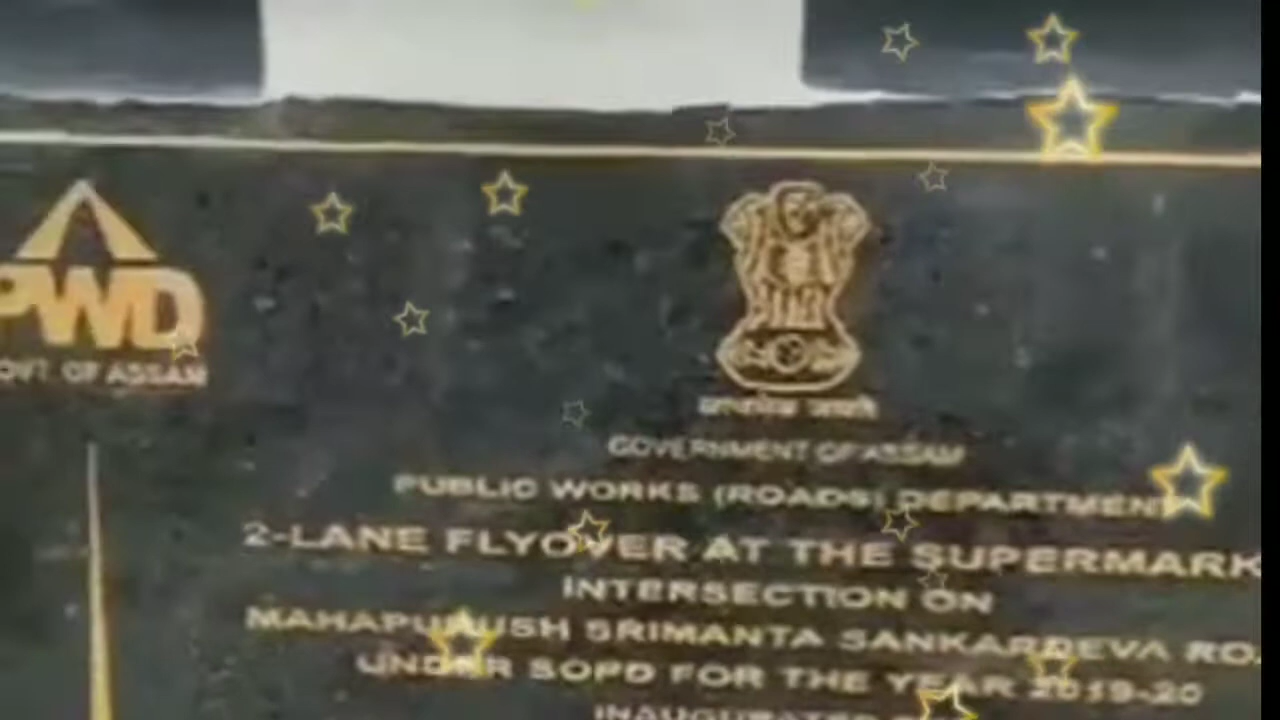 PWD
GOVT. OF ASSAM
सत्यमेव जयते
GOVERNMENT OF ASSAM
PUBLIC WORKS (ROADS) DEPARTMENT
2-LANE FLYOVER AT THE SUPERMARK
INTERSECTION ON
MAHAPURUSH SRIMANTA SANKARDEVA RO
UNDER SOPD FOR THE YEAR 2019-20
INAUGURATED